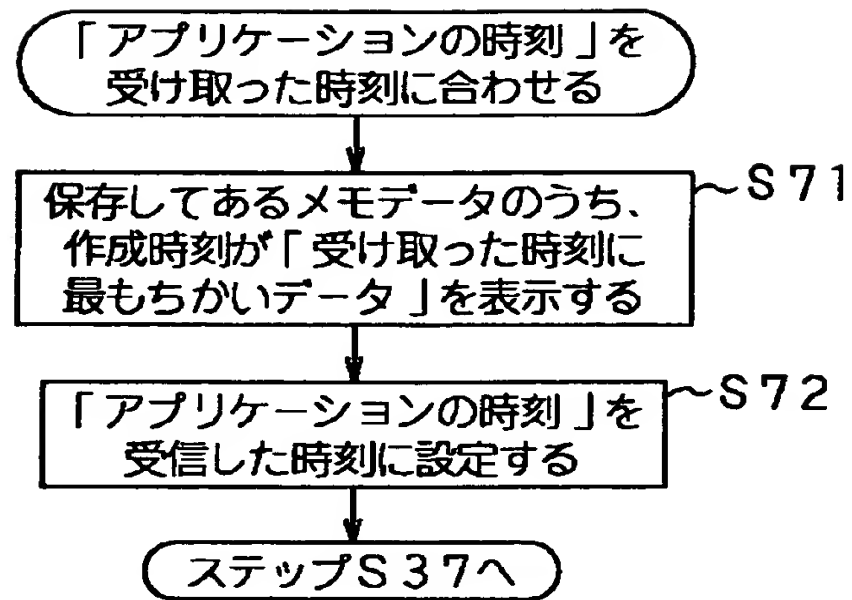 「アプリケーションの時刻」を
受け取った時刻に合わせる
保存してあるメモデータのうち、
作成時刻が「受け取った時刻に
最もちかいデータ」を表示する
S71
「アプリケーションの時刻」を
受信した時刻に設定する
S72
ステップS37へ